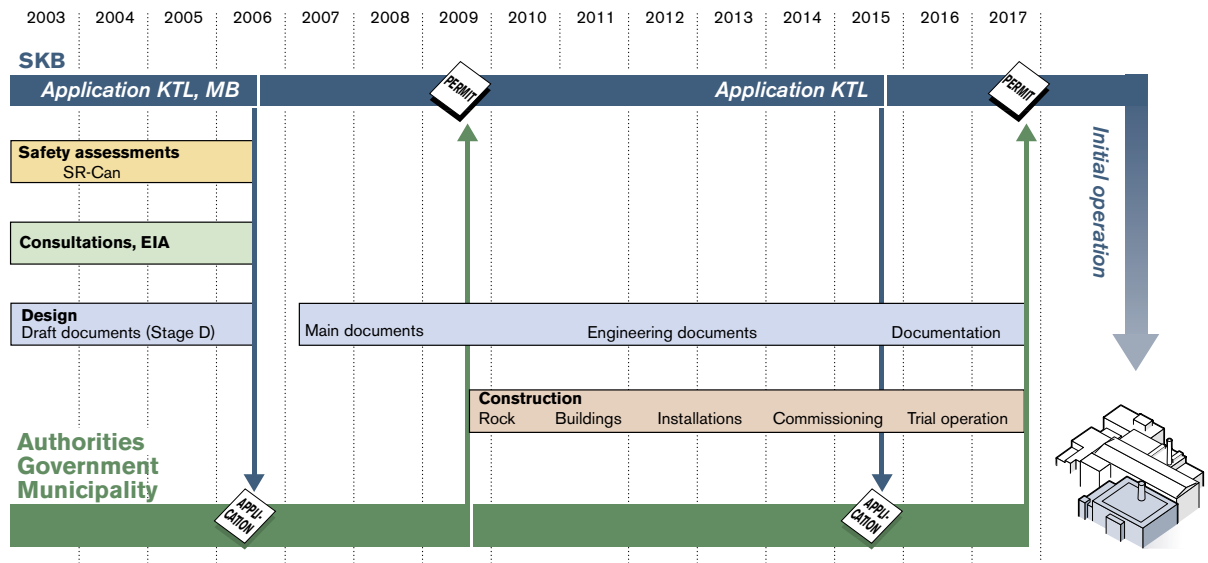 2003 2004 2005 2006 2007 2008 2009 2010 2011 2012 2013 2014 2015 2016 2017
SKB
Application KTL, MB
PERMIT
Application KTL
PERMIT
Safety assessments
SR-Can
Consultations, EIA
Design
Draft documents (Stage D)
Main documents
Engineering documents
Documentation
Construction
Rock Buildings Installations Commissioning Trial operation
Initial operation
Authorities
Government
Municipality
APPLI-
CATION
APPLI-
CATION